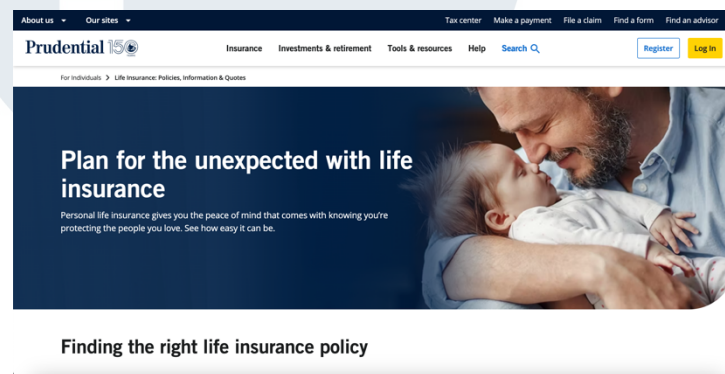 About us Our sites Tax center Make a payment File a claim Find a form Find an advisor
Prudential 150 Insurance Investments & retirement Tools & resources Help Search Register Log In
For Individuals > Life Insurance: Policies, Information & Quotes
Plan for the unexpected with life
insurance
Personal life insurance gives you the peace of mind that comes with knowing you're
protecting the people you love. See how easy it can be.
Finding the right life insurance policy